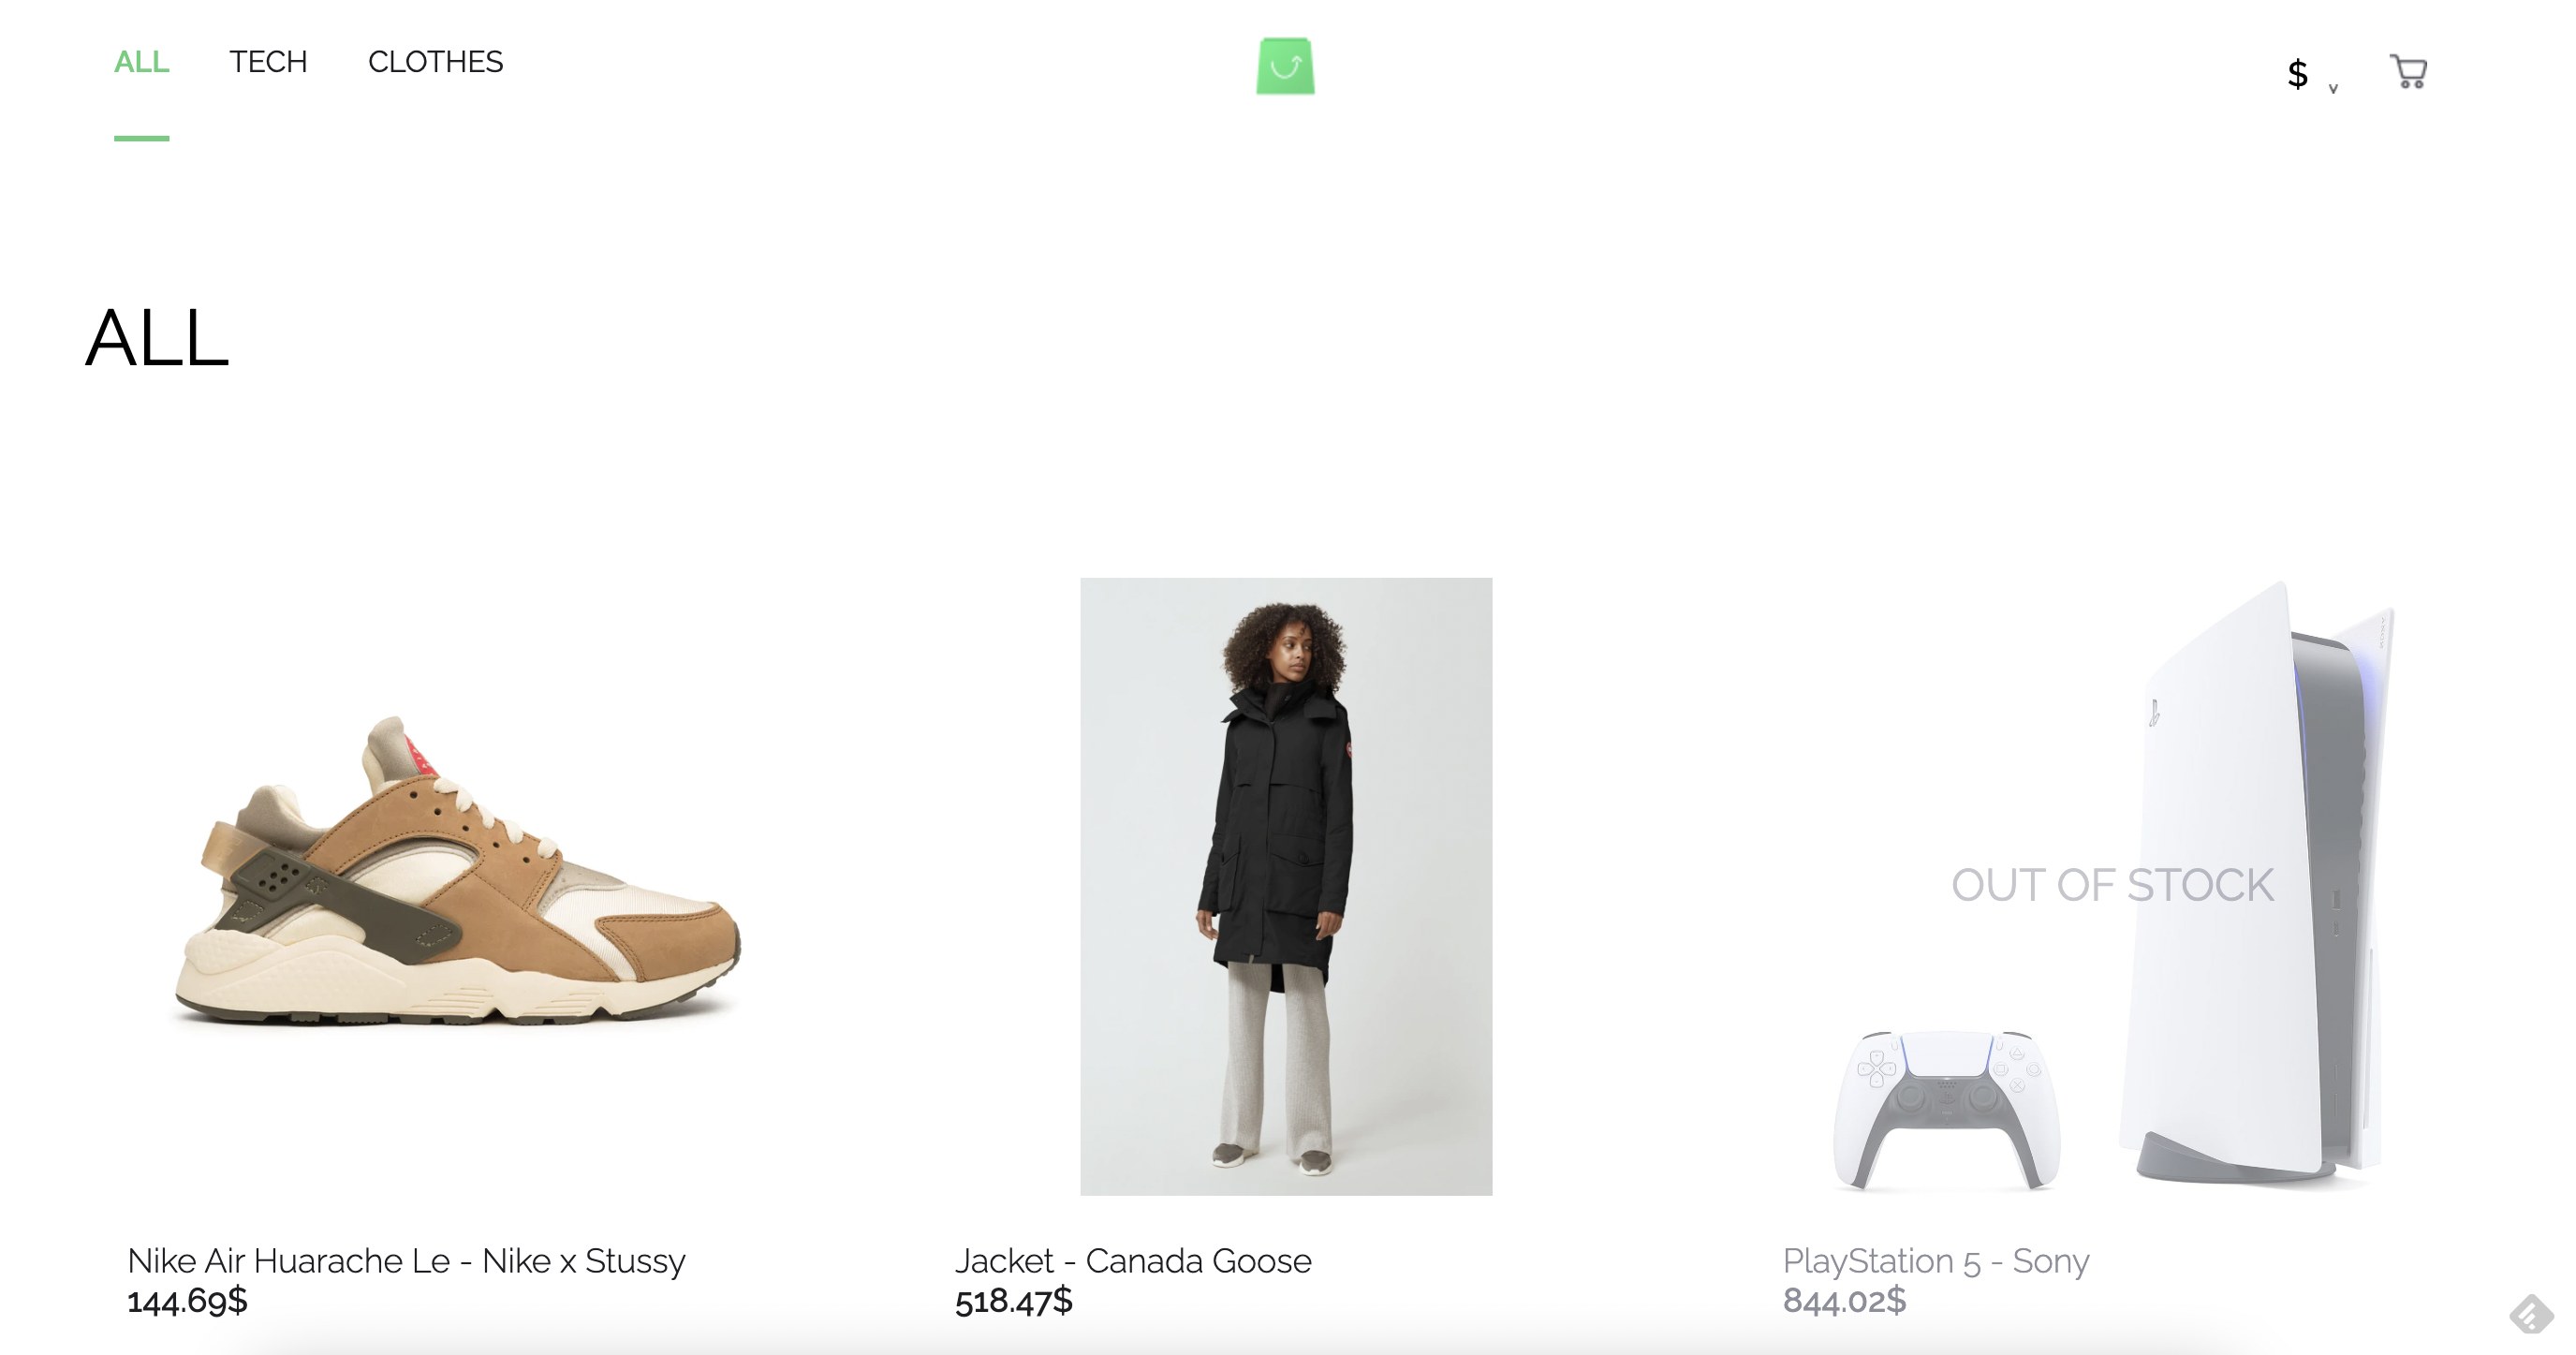 ALL TECH CLOTHES $ v
ALL
OUT OF STOCK
Nike Air Huarache Le - Nike x Stussy
144.69$
Jacket - Canada Goose
518.47$
PlayStation 5 - Sony
844.02$